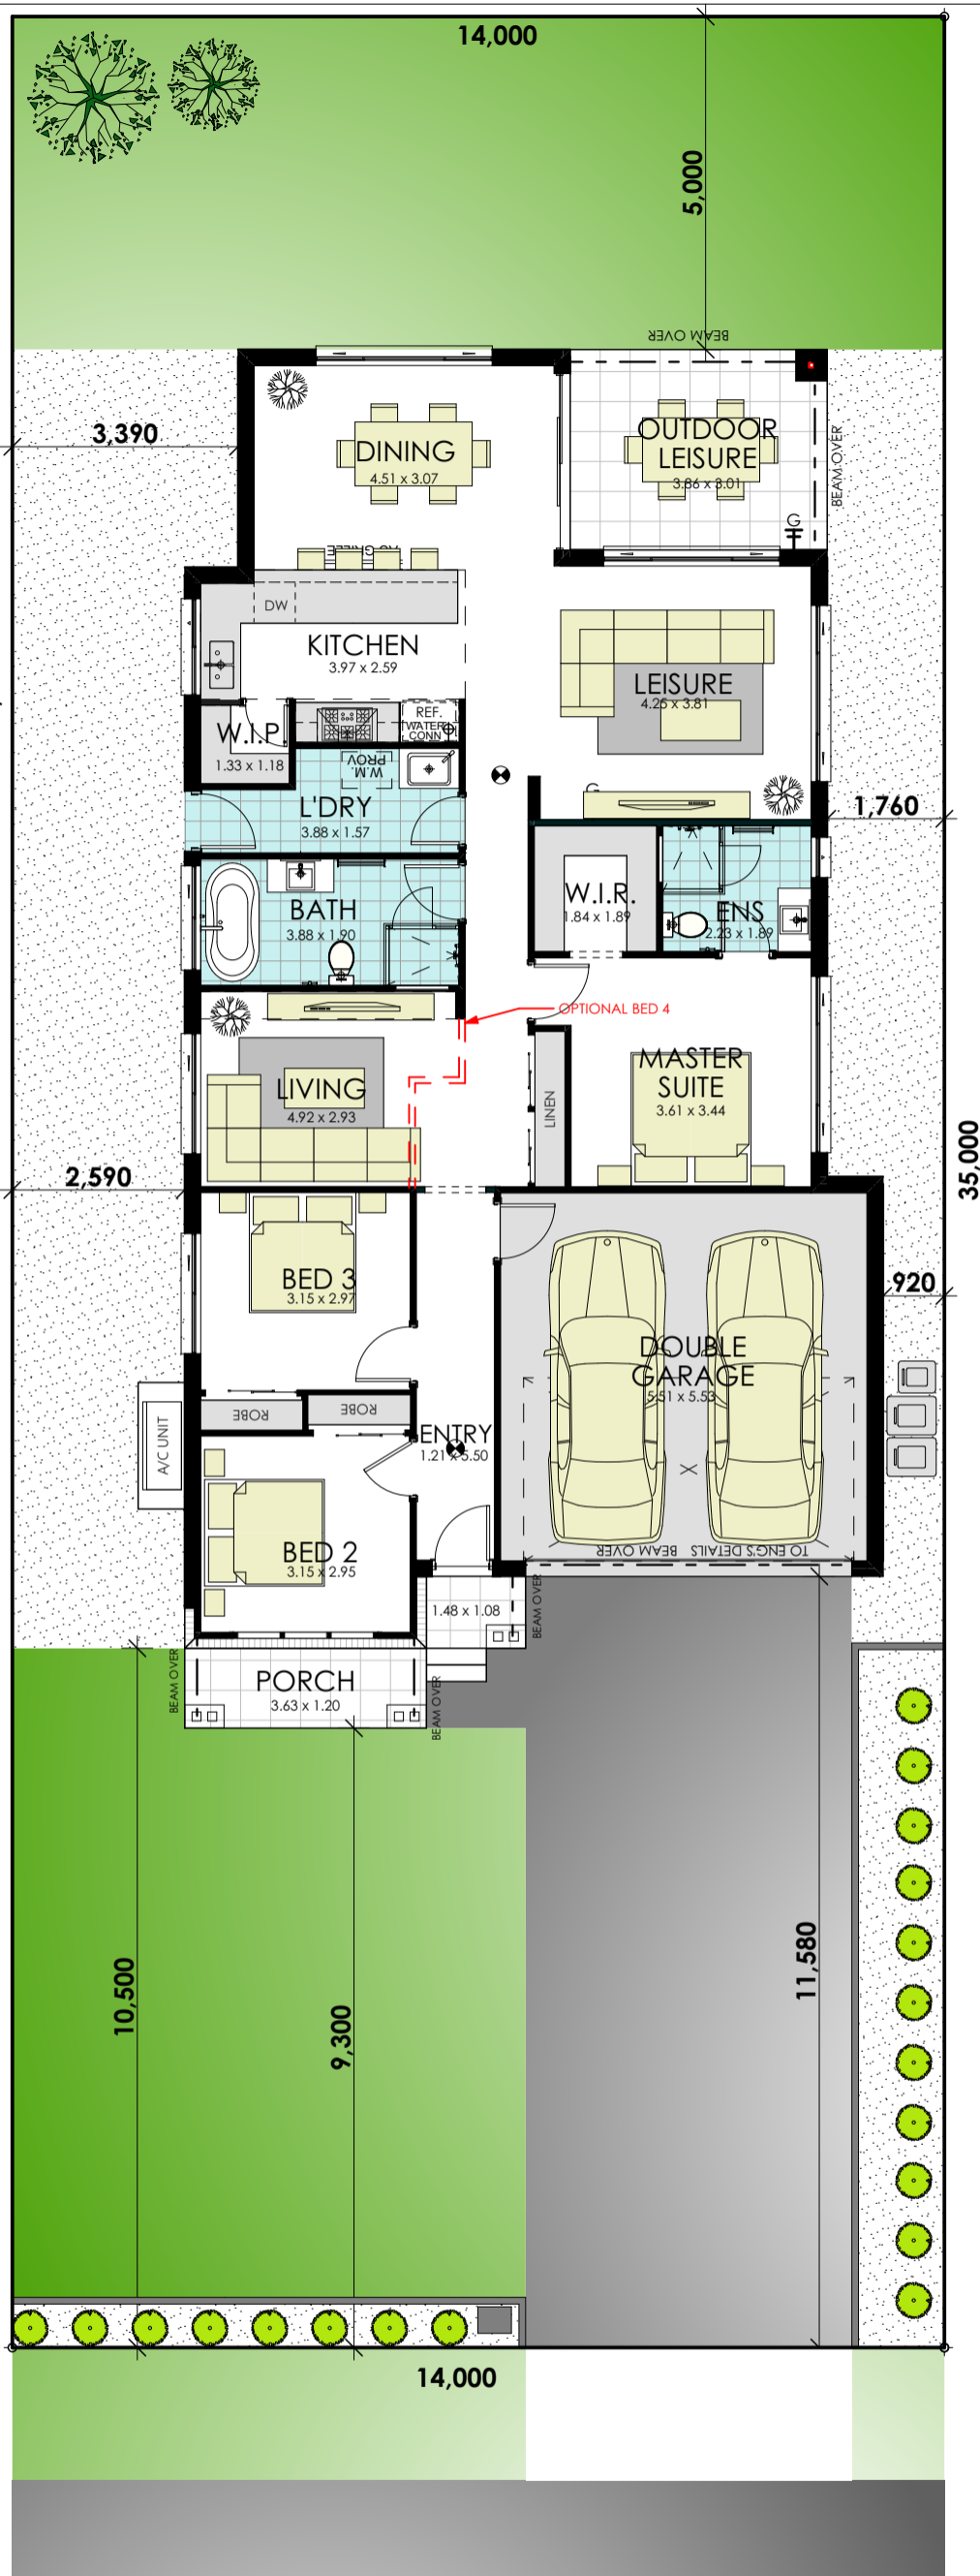 14,000
5,000
BEAM OVER
3,390
DINING
4.51 x 3.07
OUTDOOR
LEISURE
3.86 x 3.01
BEAM OVER
G
DW
KITCHEN
3.97 x 2.59
LEISURE
4.25 x 3.81
REF.
WATER
CONN
W.I.P.
1.33 x 1.18
W.M.
PROV.
G
1,760
L'DRY
3.88 x 1.57
W.I.R.
1.84 x 1.89
ENS
2.23 x 1.89
BATH
3.88 x 1.90
OPTIONAL BED 4
LIVING
4.92 x 2.93
LINEN
MASTER
SUITE
3.61 x 3.44
35,000
2,590
BED 3
3.15 x 2.97
920
DOUBLE
GARAGE
5.51 x 5.53
ROBE
ROBE
A/C UNIT
ENTRY
1.21 x 5.50
X
BED 2
3.15 x 2.95
BEAM OVER
TO ENG'S DETAILS
1.48 x 1.08
BEAM OVER
BEAM OVER
PORCH
3.63 x 1.20
BEAM OVER
10,500
9,300
11,580
14,000